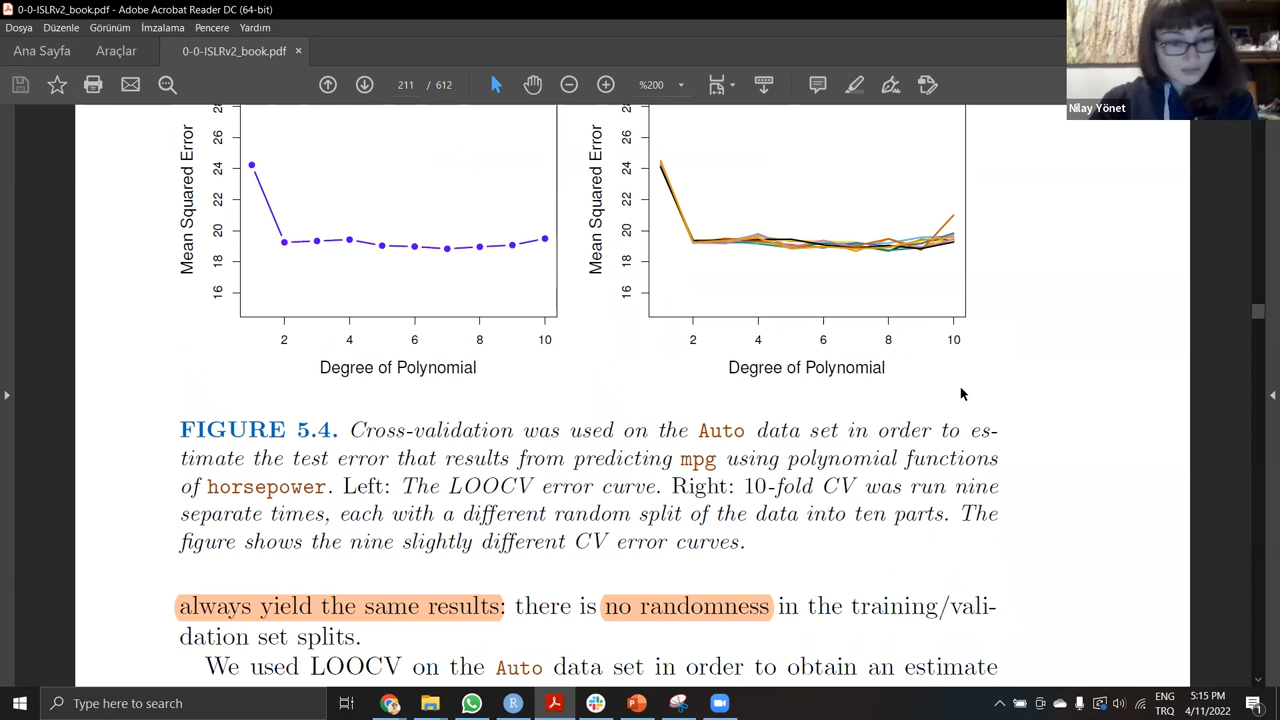 0-0-ISLRv2_book.pdf - Adobe Acrobat Reader DC (64-bit)
Dosya Düzenle Görünüm İmzalama Pencere Yardım
Ana Sayfa Araçlar 0-0-ISLRv2_book.pdf ×
211 / 612 %200
Nilay Yönet
Mean Squared Error
26
24
22
20
18
16
2 4 6 8 10
Degree of Polynomial
Mean Squared Error
26
24
22
20
18
16
2 4 6 8 10
Degree of Polynomial
FIGURE 5.4. Cross-validation was used on the Auto data set in order to es-
timate the test error that results from predicting mpg using polynomial functions
of horsepower. Left: The LOOCV error curve. Right: 10-fold CV was run nine
separate times, each with a different random split of the data into ten parts. The
figure shows the nine slightly different CV error curves.
always yield the same results: there is no randomness in the training/vali-
dation set splits.
We used LOOCV on the Auto data set in order to obtain an estimate
Type here to search
ENG
TRQ
5:15 PM
4/11/2022
1